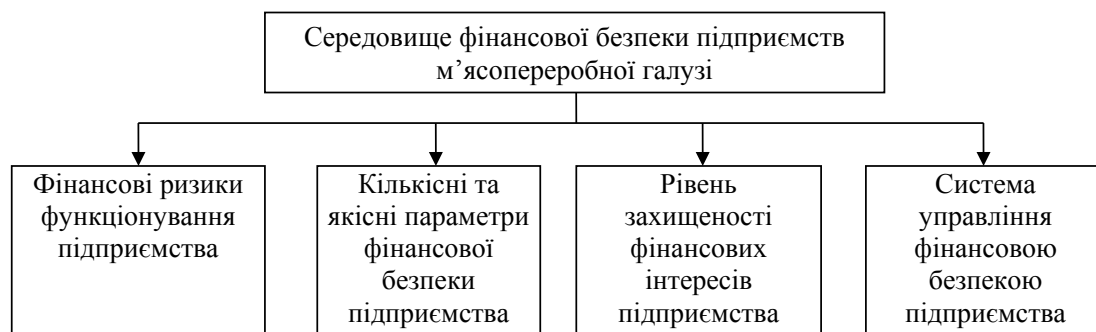 Середовище фінансової безпеки підприємств
м’ясопереробної галузі
Фінансові ризики
функціонування
підприємства
Кількісні та
якісні параметри
фінансової
безпеки
підприємства
Рівень
захищеності
фінансових
інтересів
підприємства
Система
управління
фінансовою
безпекою
підприємства